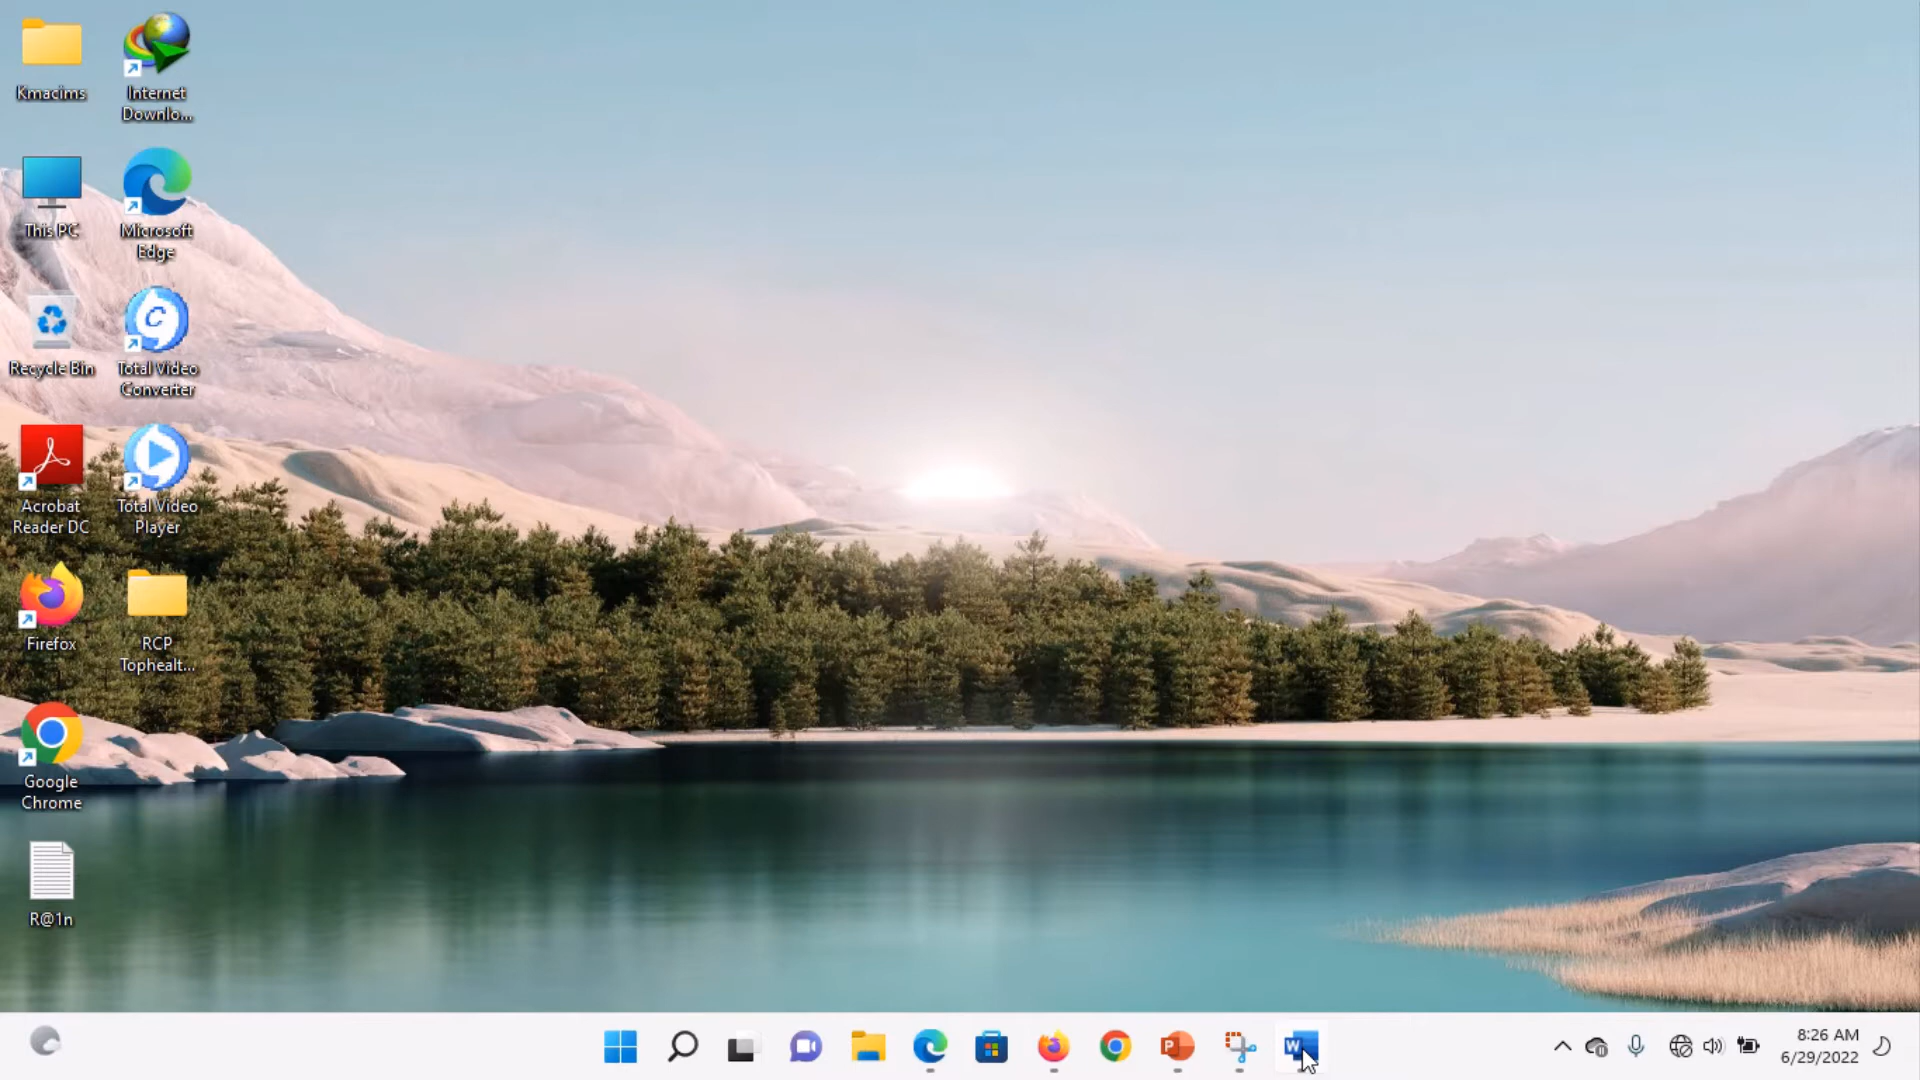 Kmacims
Internet
Downlo...
This PC
Microsoft
Edge
Recycle Bin
Total Video
Converter
Acrobat
Reader DC
Total Video
Player
Firefox
RCP
Tophealt...
Google
Chrome
R@1n
8:26 AM
6/29/2022